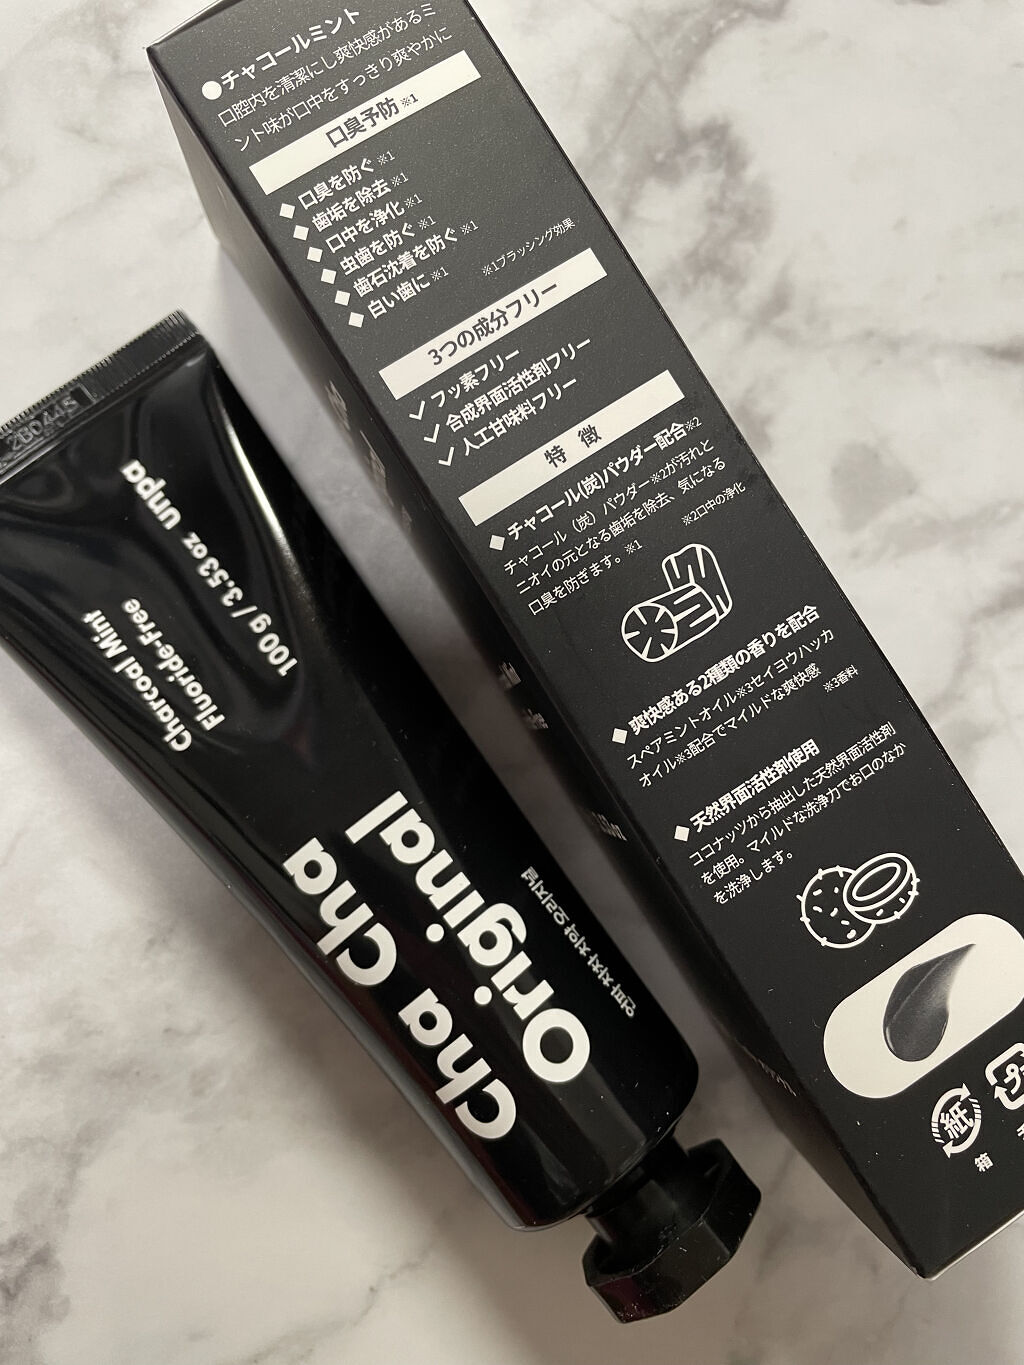 ●チャコールミント
口腔内を清潔にし爽快感があるミ
ント味が口中をすっきり爽やかに
口臭予防※1
◆口臭を防ぐ※1
◆歯垢を除去※1
◆口中を浄化※1
◆虫歯を防ぐ※1
◆歯石沈着を防ぐ※1
◆白い歯に※1
※1ブラッシング効果
3つの成分フリー
✓フッ素フリー
✓合成界面活性剤フリー
✓人工甘味料フリー
特 徴
◆チャコール(炭)パウダー配合※2
チャコール（炭）パウダー※2が汚れと
ニオイの元となる歯垢を除去、気になる
口臭を防ぎます。※1
※2口中の浄化
◆爽快感ある2種類の香りを配合
スペアミントオイル※3セイヨウハッカ
オイル※3配合でマイルドな爽快感
※3香料
◆天然界面活性剤使用
ココナッツから抽出した天然界面活性剤
を使用。マイルドな洗浄力でお口のなか
を洗浄します。
紙
箱
プ
Cha Cha
Original
언파 차차 치약 오리지널
Charcoal Mint
Fluoride-Free
100g / 3.53 oz
unpa